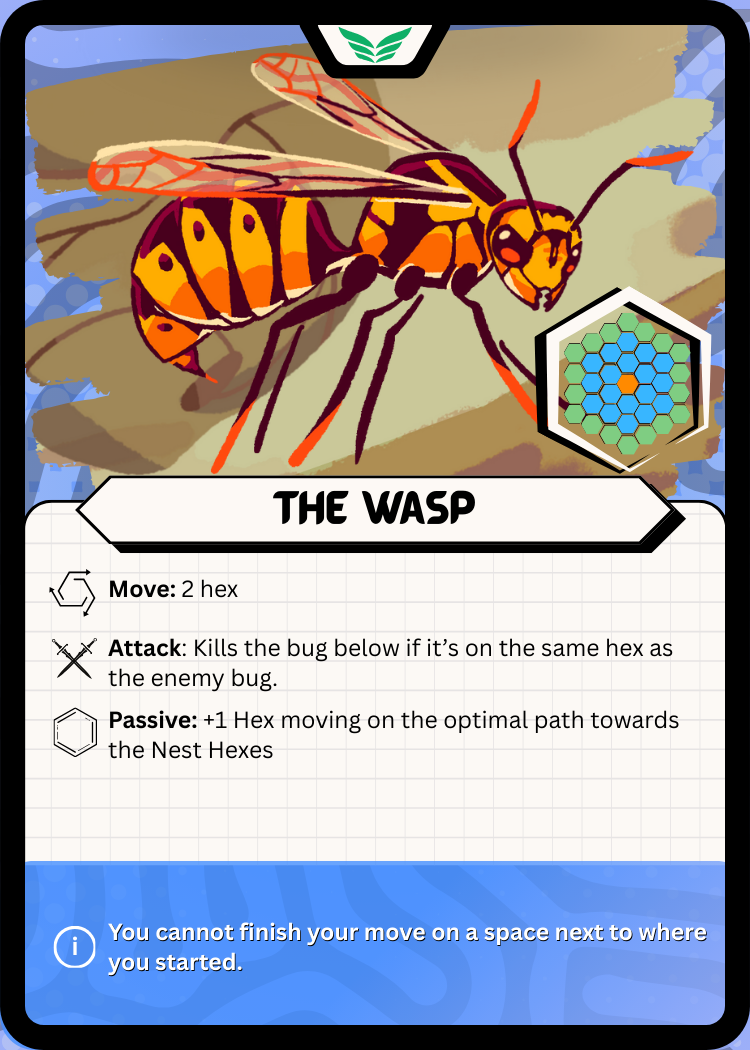 THE WASP
Move: 2 hex
Attack: Kills the bug below if it’s on the same hex as
the enemy bug.
Passive: +1 Hex moving on the optimal path towards
the Nest Hexes
i
You cannot finish your move on a space next to where
you started.